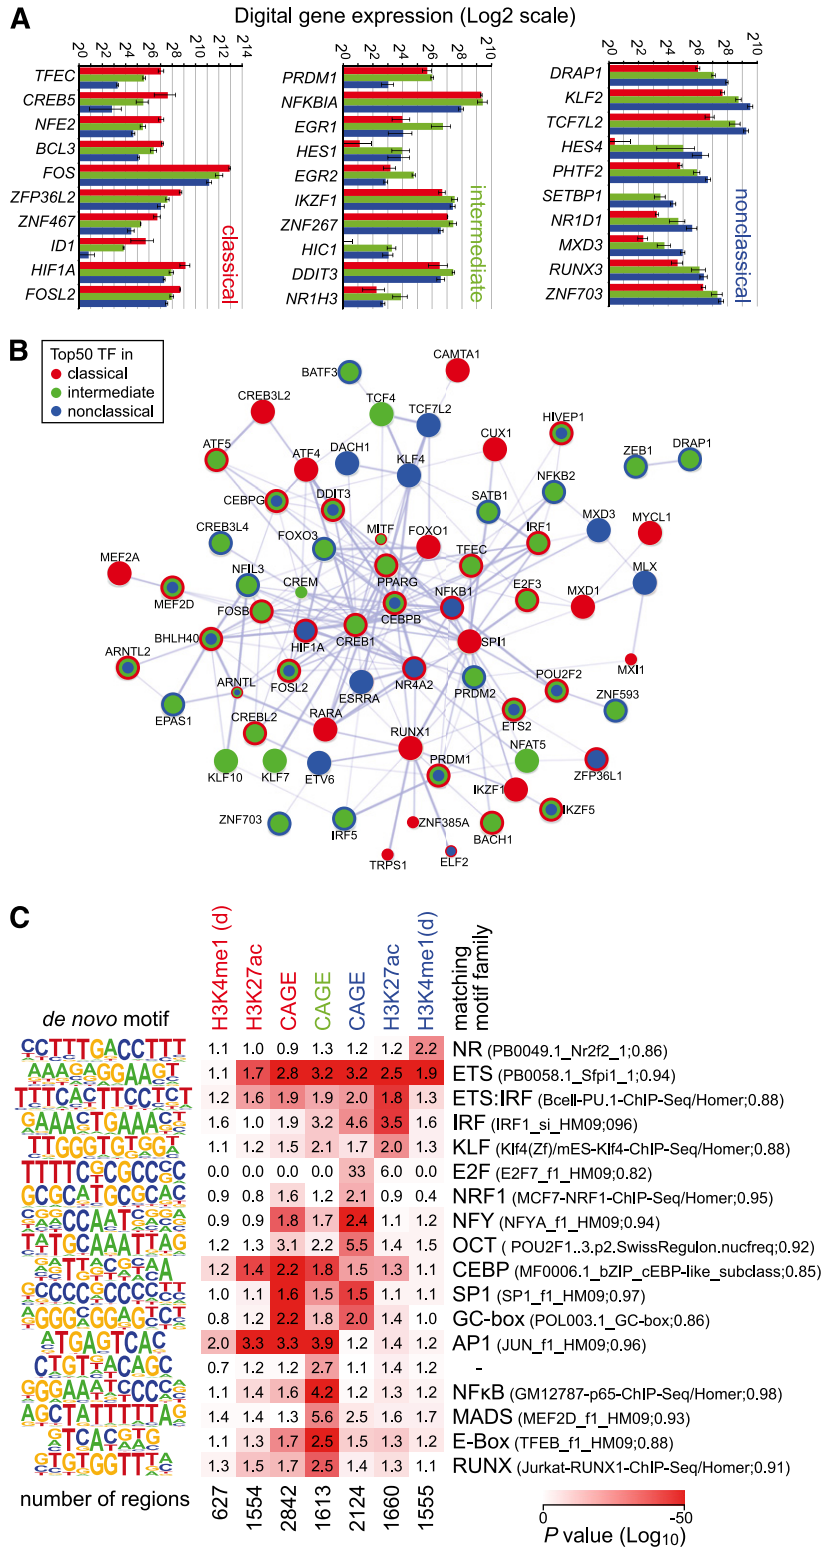 A
Digital gene expression (Log2 scale)
2^0 2^2 2^4 2^6 2^8 2^10 2^12 2^14
TFEC
CREB5
NFE2
BCL3
FOS
ZFP36L2
ZNF467
ID1
HIF1A
FOSL2
classical
2^0 2^2 2^4 2^6 2^8 2^10
PRDM1
NFKBIA
EGR1
HES1
EGR2
IKZF1
ZNF267
HIC1
DDIT3
NR1H3
intermediate
2^0 2^2 2^4 2^6 2^8 2^10
DRAP1
KLF2
TCF7L2
HES4
PHTF2
SETBP1
NR1D1
MXD3
RUNX3
ZNF703
nonclassical
B
Top50 TF in
classical
intermediate
nonclassical
CAMTA1
BATF3
CREB3L2
TCF4
TCF7L2
HIVEP1
CUX1
ATF5
DACH1
ZEB1
DRAP1
ATF4
KLF4
NFKB2
CEBPG
DDIT3
SATB1
MXD3
MYCL1
CREB3L4
FOXO3
MITF
FOXO1
IRF1
TFEC
MEF2A
NFIL3
CREM
PPARG
MLX
MEF2D
FOSB
CEBPB
NFKB1
E2F3
MXD1
BHLH40
HIF1A
CREB1
SPI1
ARNTL2
MXI1
ARNTL
FOSL2
NR4A2
PRDM2
POU2F2
ZNF593
EPAS1
ESRRA
CREBL2
RARA
RUNX1
ETS2
NFAT5
KLF10
KLF7
ETV6
PRDM1
ZFP36L1
IKZF1
IKZF5
ZNF703
IRF5
ZNF385A
BACH1
TRPS1
ELF2
C
de novo motif
H3K4me1 (d)
H3K27ac
CAGE
CAGE
CAGE
H3K27ac
H3K4me1(d)
matching
motif family
CCTTTGACCTTT 1.1 1.0 0.9 1.3 1.2 1.2 2.2 NR (PB0049.1_Nr2f2_1;0.86)
AAAGAGGAAGT 1.1 1.7 2.8 3.2 3.2 2.5 1.9 ETS (PB0058.1_Sfpi1_1;0.94)
TTTCACTTCCTCT 1.2 1.6 1.9 1.9 2.0 1.8 1.3 ETS:IRF (Bcell-PU.1-ChIP-Seq/Homer;0.88)
GAAACTGAAACT 1.6 1.0 1.9 3.2 4.6 3.5 1.6 IRF (IRF1_si_HM09;096)
TTGGGTGTGGT 1.1 1.2 1.5 2.1 1.7 2.0 1.3 KLF (Klf4(Zf)/mES-Klf4-ChIP-Seq/Homer;0.88)
TTTTCGCGCGC 0.0 0.0 0.0 0.0 33 6.0 0.0 E2F (E2F7_f1_HM09;0.82)
GCGCATGCGCAC 0.9 0.8 1.6 1.2 2.1 0.9 0.4 NRF1 (MCF7-NRF1-ChIP-Seq/Homer;0.95)
0.9 0.9 1.8 1.7 2.4 1.1 1.2 NFY (NFYA_f1_HM09;0.94)
1.2 1.3 3.1 2.2 5.5 1.4 1.5 OCT (POU2F1..3.p2.SwissRegulon.nucfreq;0.92)
1.2 1.4 2.2 1.8 1.5 1.3 1.1 CEBP (MF0006.1_bZIP_cEBP-like_subclass;0.85)
1.0 1.1 1.6 1.5 1.5 1.1 1.1 SP1 (SP1_f1_HM09;0.97)
0.8 1.2 2.2 1.8 2.0 1.4 1.0 GC-box (POL003.1_GC-box;0.86)
ATGAGTCAC 2.0 3.3 3.3 3.9 1.2 1.4 1.2 AP1 (JUN_f1_HM09;0.96)
CTGTACAGC 0.7 1.2 1.2 2.7 1.1 1.4 1.2 -
1.1 1.4 1.6 4.2 1.2 1.3 1.2 NFκB (GM12787-p65-ChIP-Seq/Homer;0.98)
AGCTATTTTTAG 1.4 1.4 1.3 5.6 2.5 1.6 1.7 MADS (MEF2D_f1_HM09;0.93)
GTCACGTG 1.1 1.3 1.7 2.5 1.5 1.3 1.2 E-Box (TFEB_f1_HM09;0.88)
1.3 1.5 1.7 2.5 1.4 1.3 1.1 RUNX (Jurkat-RUNX1-ChIP-Seq/Homer;0.91)
number of regions 627 1554 2842 1613 2124 1660 1555
0 -50
P value (Log10)